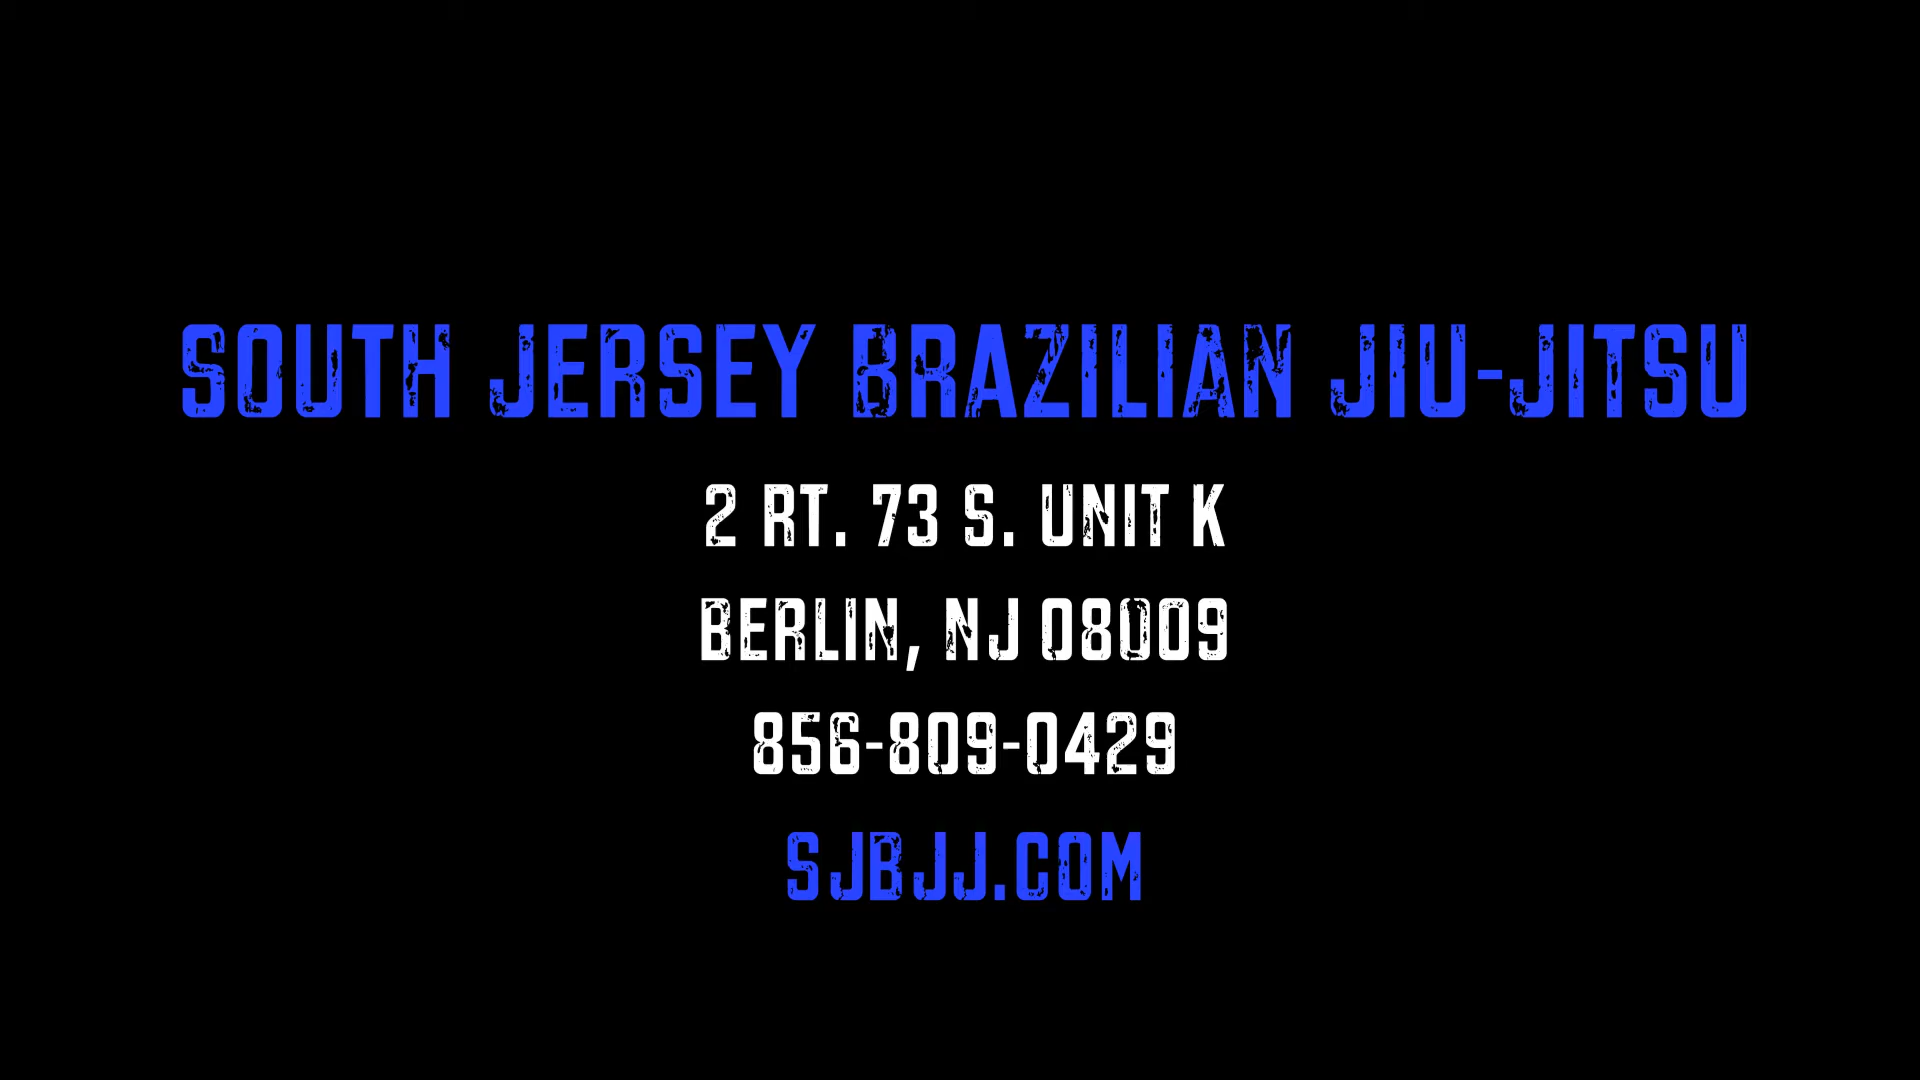 SOUTH JERSEY BRAZILIAN JIU-JITSU
2 RT. 73 S. UNIT K
BERLIN, NJ 08009
856-809-0429
SJBJJ.COM